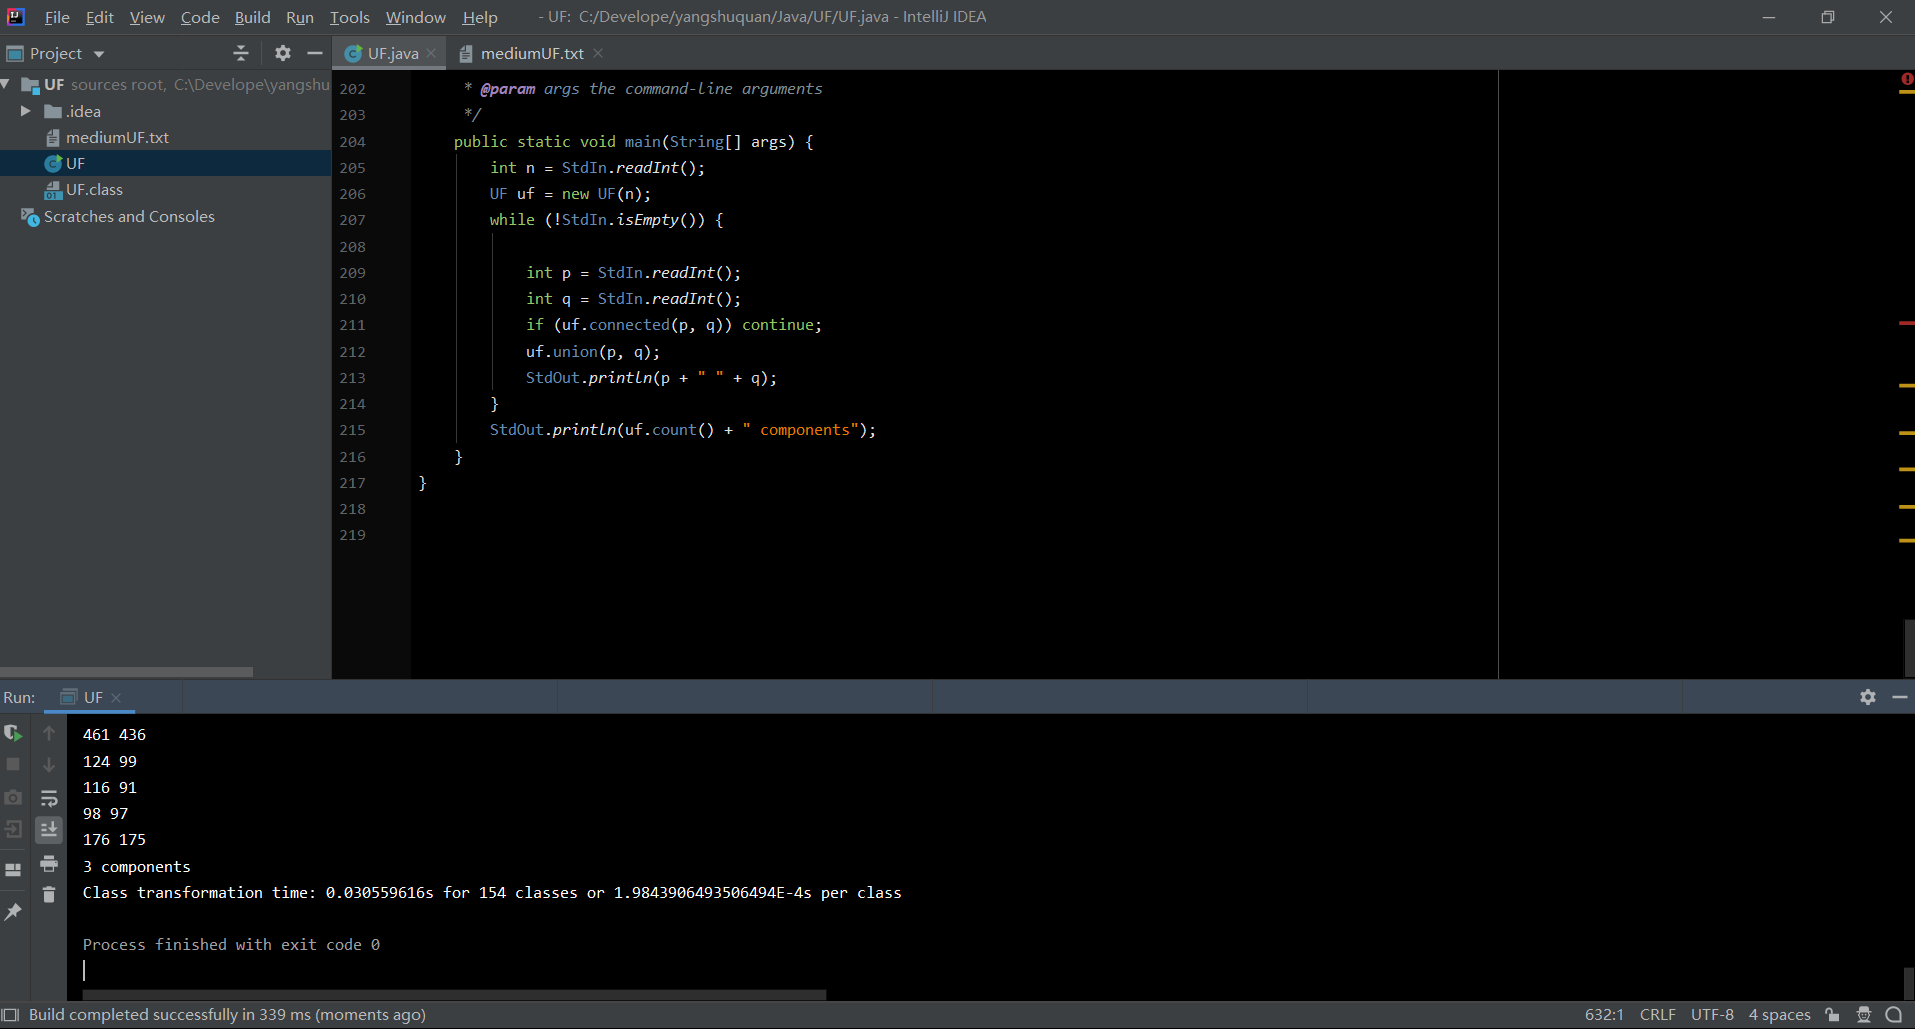 File Edit View Code Build Run Tools Window Help - UF: C:/Develope/yangshuquan/Java/UF/UF.java - IntelliJ IDEA
Project
UF.java
mediumUF.txt
UF sources root, C:\Develope\yangshu
.idea
mediumUF.txt
UF
UF.class
Scratches and Consoles
202 * @param args the command-line arguments
203 */
204 public static void main(String[] args) {
205 int n = StdIn.readInt();
206 UF uf = new UF(n);
207 while (!StdIn.isEmpty()) {
208
209 int p = StdIn.readInt();
210 int q = StdIn.readInt();
211 if (uf.connected(p, q)) continue;
212 uf.union(p, q);
213 StdOut.println(p + " " + q);
214 }
215 StdOut.println(uf.count() + " components");
216 }
217 }
218
219
Run: UF
461 436
124 99
116 91
98 97
176 175
3 components
Class transformation time: 0.030559616s for 154 classes or 1.9843906493506494E-4s per class
Process finished with exit code 0
Build completed successfully in 339 ms (moments ago) 632:1 CRLF UTF-8 4 spaces